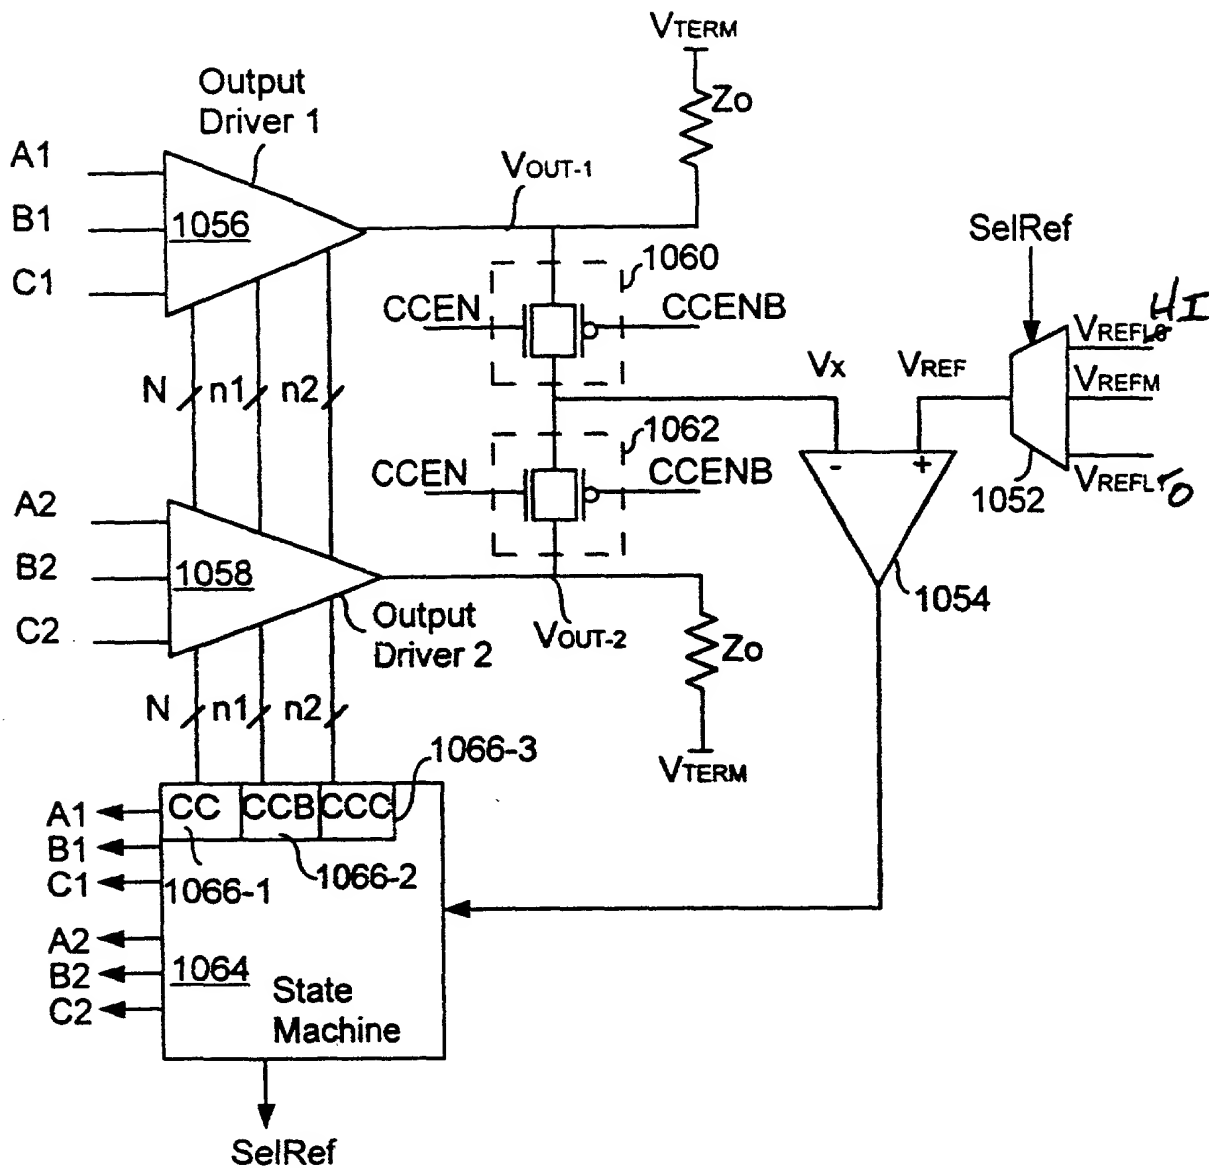 VTERM
Output
Driver 1
Zo
A1
VOUT-1
B1
1056
SelRef
C1
1060
CCEN
CCENB
HI
VREFL
VX
VREF
VREFM
N
n1
n2
1062
CCEN
CCENB
-
+
1052
VREFL
LO
A2
B2
1058
1054
C2
Output
Driver 2
VOUT-2
Zo
N
n1
n2
1066-3
VTERM
A1
CC
CCB
CCC
B1
1066-2
C1
1066-1
A2
B2
1064
C2
State
Machine
SelRef